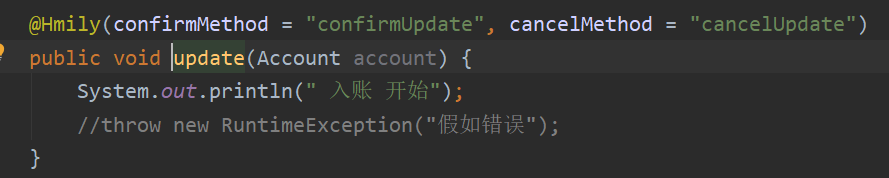 @Hmily(confirmMethod = "confirmUpdate", cancelMethod = "cancelUpdate")
public void update(Account account) {
System.out.println(" 入账 开始");
//throw new RuntimeException("假如错误");
}